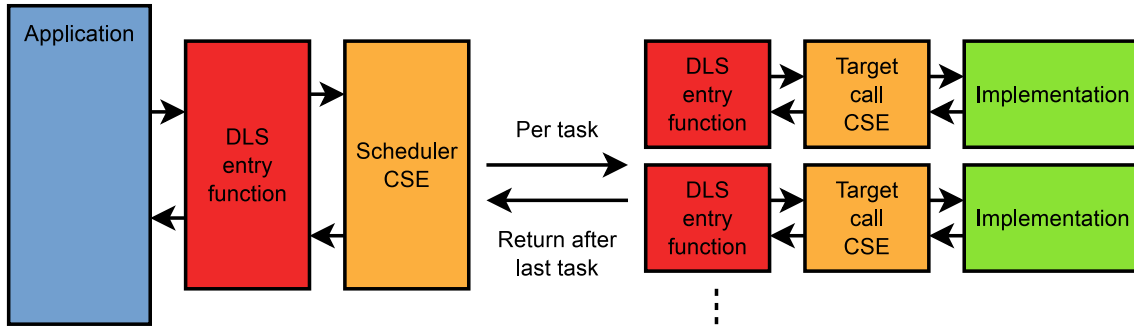 Application
DLS
entry
function
Scheduler
CSE
Per task
Return after
last task
DLS
entry
function
Target
call
CSE
Implementation
DLS
entry
function
Target
call
CSE
Implementation